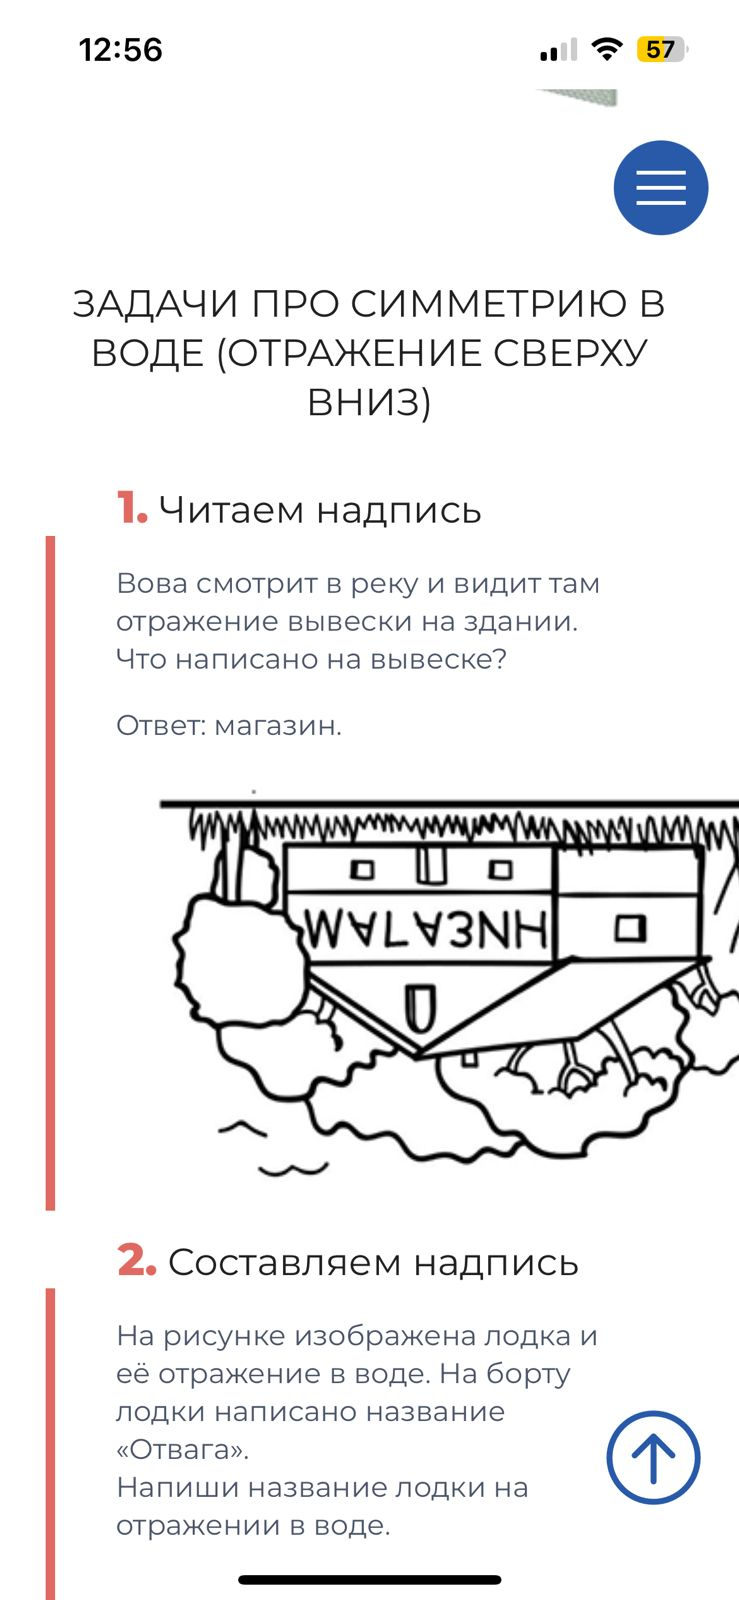 12:56
57
ЗАДАЧИ ПРО СИММЕТРИЮ В
ВОДЕ (ОТРАЖЕНИЕ СВЕРХУ
ВНИЗ)
1. Читаем надпись
Вова смотрит в реку и видит там
отражение вывески на здании.
Что написано на вывеске?
Ответ: магазин.
МАГАЗИН
2. Составляем надпись
На рисунке изображена лодка и
её отражение в воде. На борту
лодки написано название
«Отвага».
Напиши название лодки на
отражении в воде.